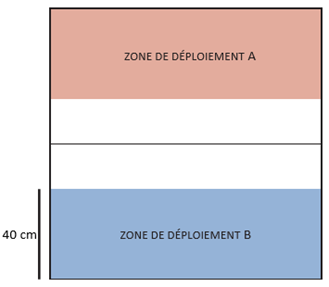 ZONE DE DÉPLOIEMENT A
40 cm
ZONE DE DÉPLOIEMENT B